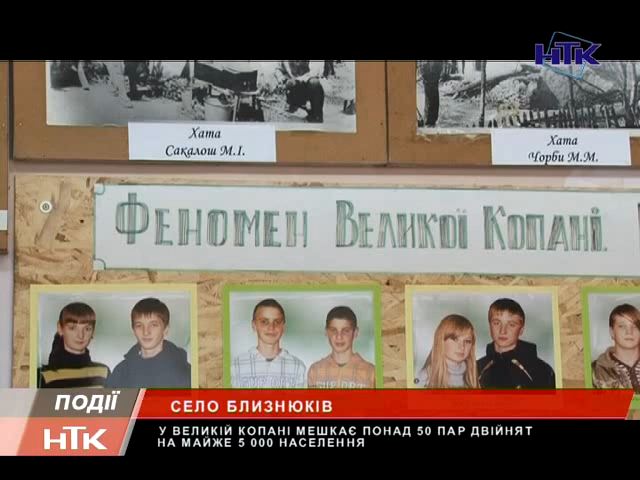 НТК
Хата
Сакалош М.І.
Хата
Чорби М.М.
Феномен Великої Копані.
ПОДІЇ
НТК
СЕЛО БЛИЗНЮКІВ
У ВЕЛИКІЙ КОПАНІ МЕШКАЄ ПОНАД 50 ПАР ДВІЙНЯТ
НА МАЙЖЕ 5 000 НАСЕЛЕННЯ